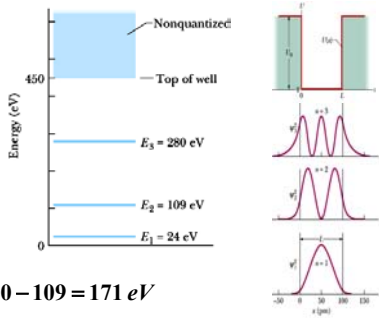 Nonquantized
450
Top of well
Energy (eV)
E₃ = 280 eV
E₂ = 109 eV
E₁ = 24 eV
0
0 – 109 = 171 eV
U
U₀
0
L
n = 3
n = 2
L
n = 1
-50 0 50 100 150
x (pm)